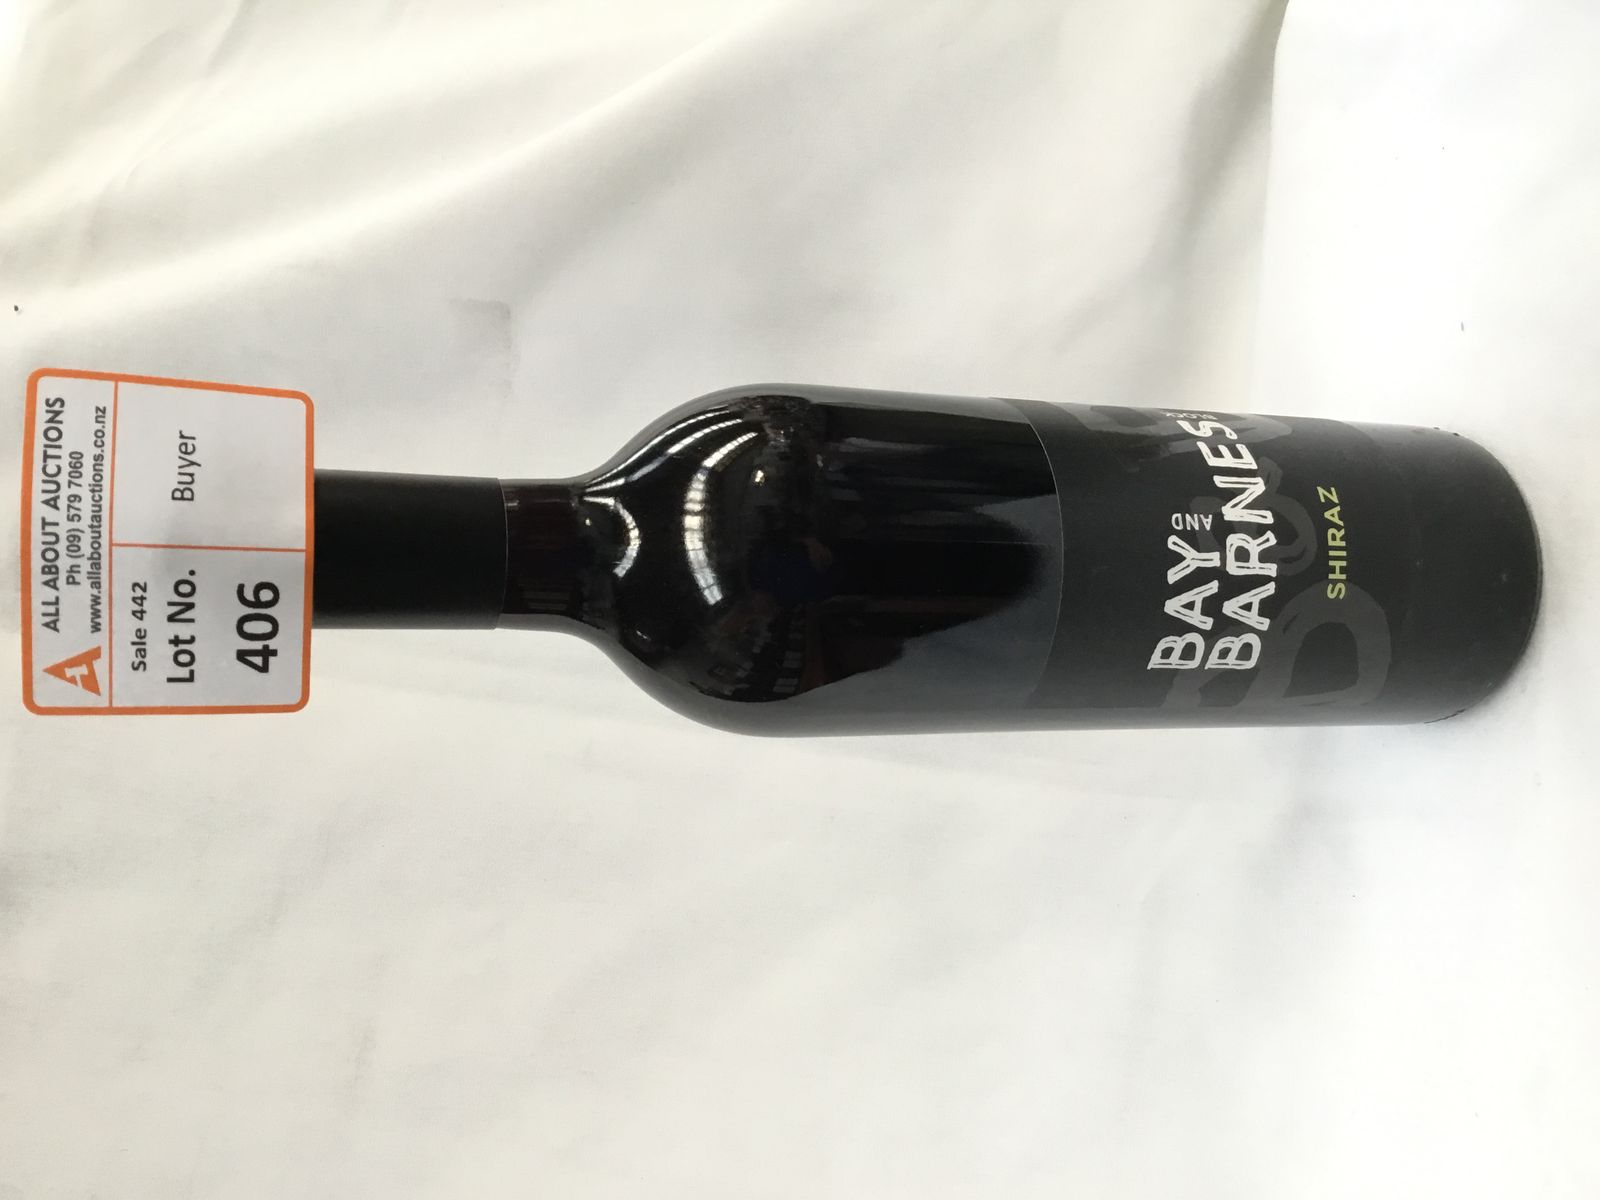 ALL ABOUT AUCTIONS
Ph (09) 579 7060
www.allaboutauctions.co.nz
Sale 442
Lot No.
406
Buyer
BAY AND
BARNES
BLOCK
SHIRAZ